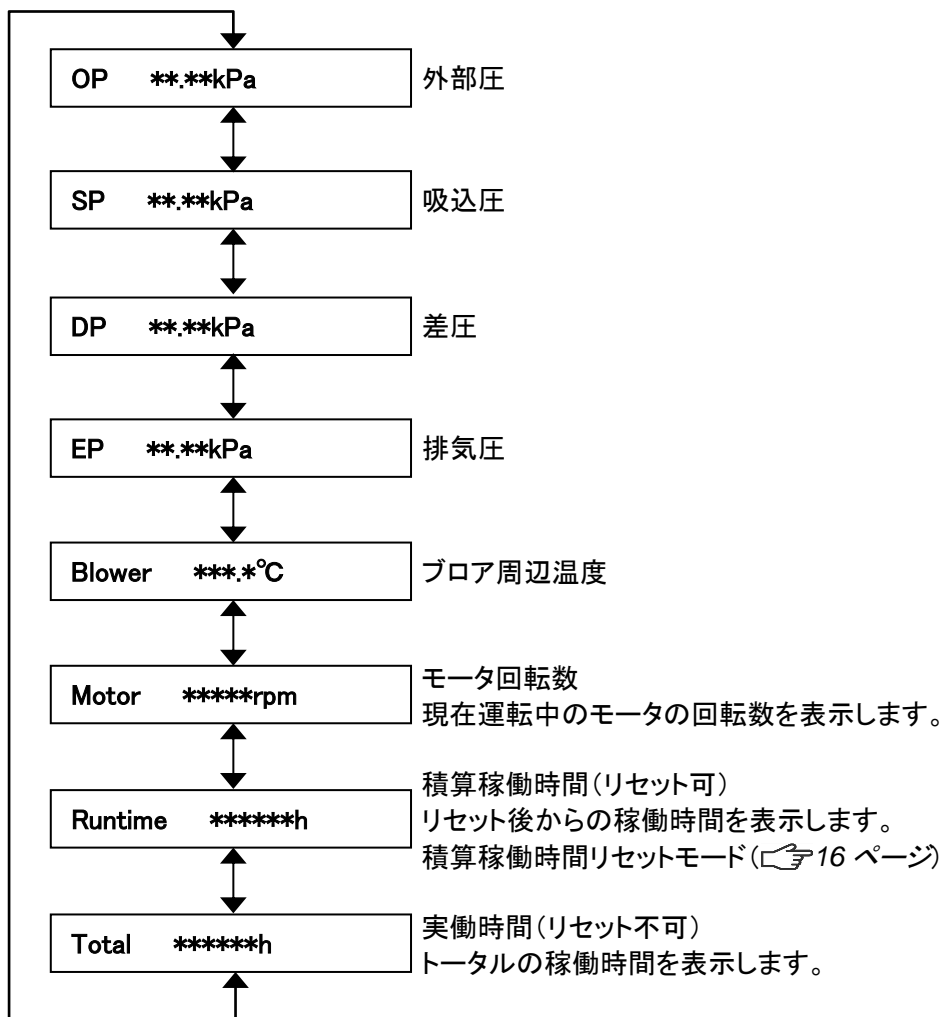 OP **.**kPa 外部圧
SP **.**kPa 吸込圧
DP **.**kPa 差圧
EP **.**kPa 排気圧
Blower ***.*℃ ブロア周辺温度
Motor *****rpm
モータ回転数
現在運転中のモータの回転数を表示します。
Runtime ******h
積算稼働時間(リセット可)
リセット後からの稼働時間を表示します。
積算稼働時間リセットモード(☞16 ページ)
Total ******h
実働時間(リセット不可)
トータルの稼働時間を表示します。